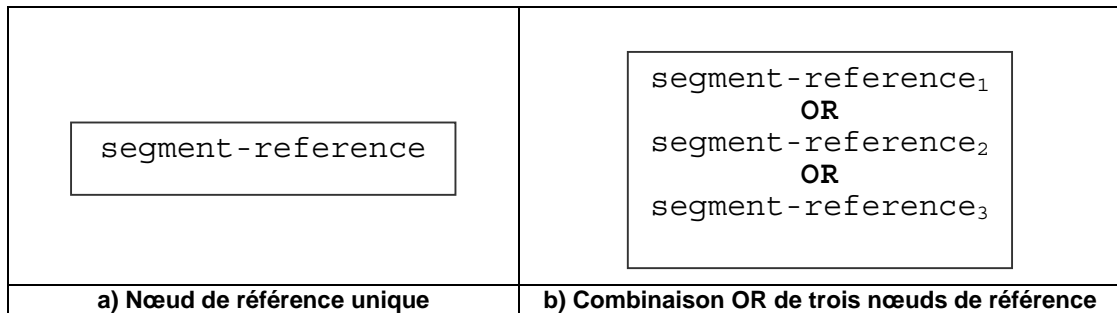 segment-reference
a) Nœud de référence unique
segment-reference₁
OR
segment-reference₂
OR
segment-reference₃
b) Combinaison OR de trois nœuds de référence